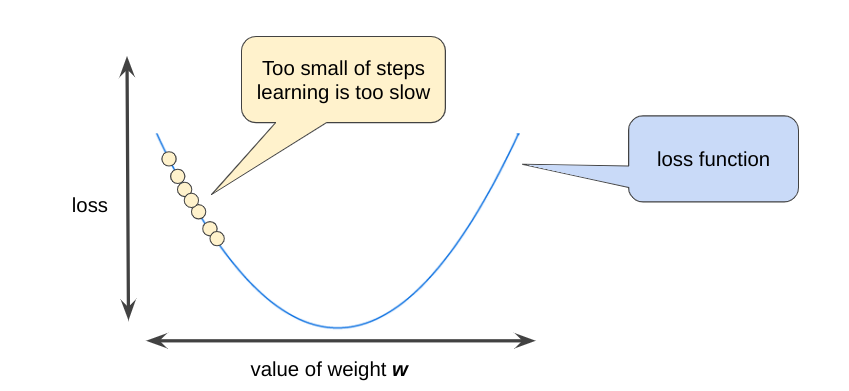 Too small of steps
learning is too slow
loss function
loss
value of weight w